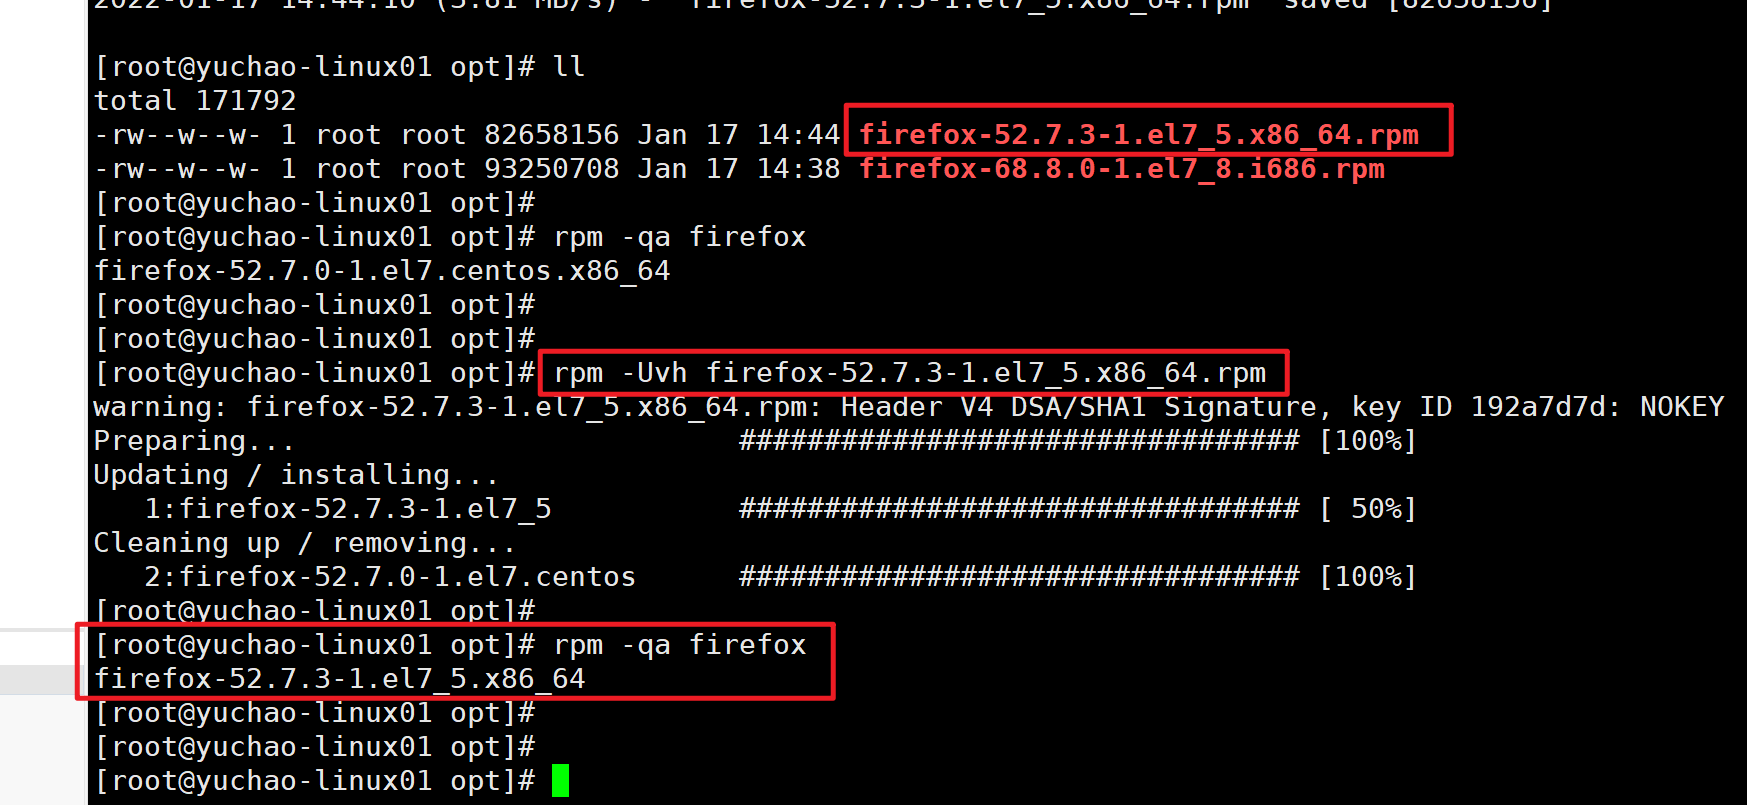 2022-01-17 14:44:10 (3.81 MB/s) - firefox-52.7.3-1.el7_5.x86_64.rpm saved [82658156]
[root@yuchao-linux01 opt]# ll
total 171792
-rw--w--w- 1 root root 82658156 Jan 17 14:44 firefox-52.7.3-1.el7_5.x86_64.rpm
-rw--w--w- 1 root root 93250708 Jan 17 14:38 firefox-68.8.0-1.el7_8.i686.rpm
[root@yuchao-linux01 opt]#
[root@yuchao-linux01 opt]# rpm -qa firefox
firefox-52.7.0-1.el7.centos.x86_64
[root@yuchao-linux01 opt]#
[root@yuchao-linux01 opt]#
[root@yuchao-linux01 opt]# rpm -Uvh firefox-52.7.3-1.el7_5.x86_64.rpm
warning: firefox-52.7.3-1.el7_5.x86_64.rpm: Header V4 DSA/SHA1 Signature, key ID 192a7d7d: NOKEY
Preparing... ################################# [100%]
Updating / installing...
1:firefox-52.7.3-1.el7_5 ################################# [ 50%]
Cleaning up / removing...
2:firefox-52.7.0-1.el7.centos ################################# [100%]
[root@yuchao-linux01 opt]#
[root@yuchao-linux01 opt]# rpm -qa firefox
firefox-52.7.3-1.el7_5.x86_64
[root@yuchao-linux01 opt]#
[root@yuchao-linux01 opt]#
[root@yuchao-linux01 opt]#